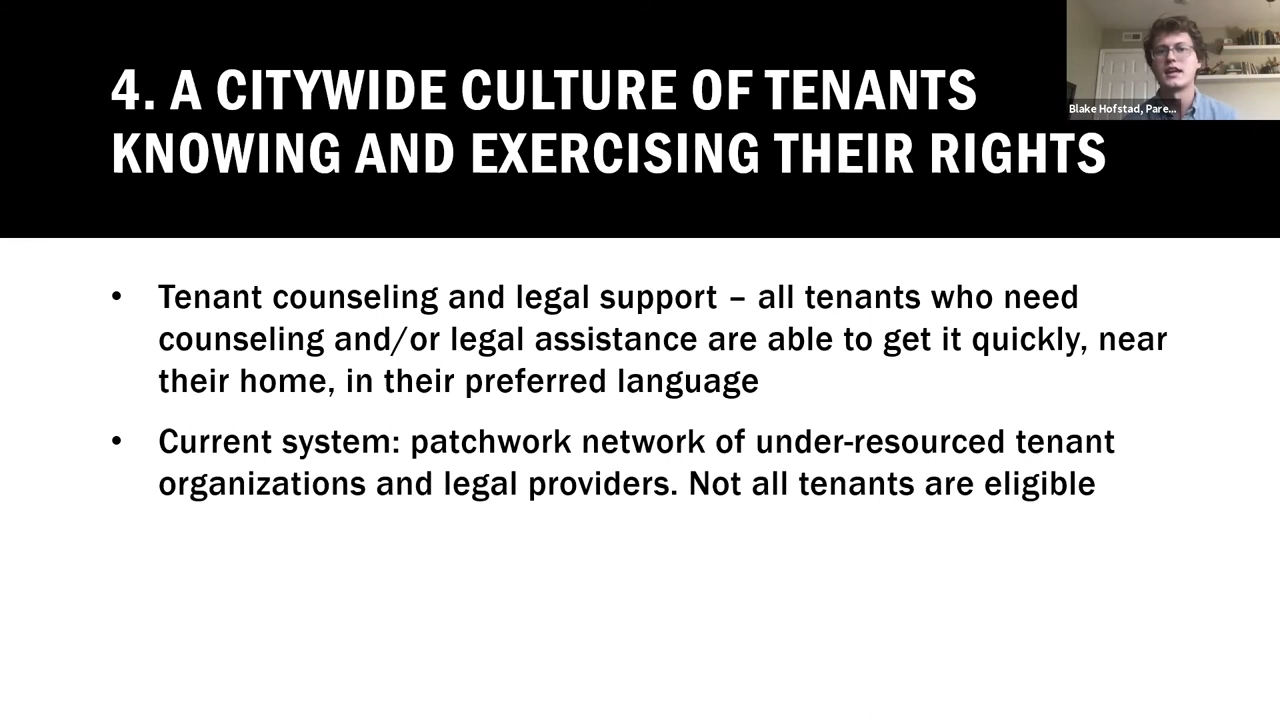 4. A CITYWIDE CULTURE OF TENANTS
KNOWING AND EXERCISING THEIR RIGHTS
Blake Hofstad, Pare...
• Tenant counseling and legal support – all tenants who need
counseling and/or legal assistance are able to get it quickly, near
their home, in their preferred language
• Current system: patchwork network of under-resourced tenant
organizations and legal providers. Not all tenants are eligible